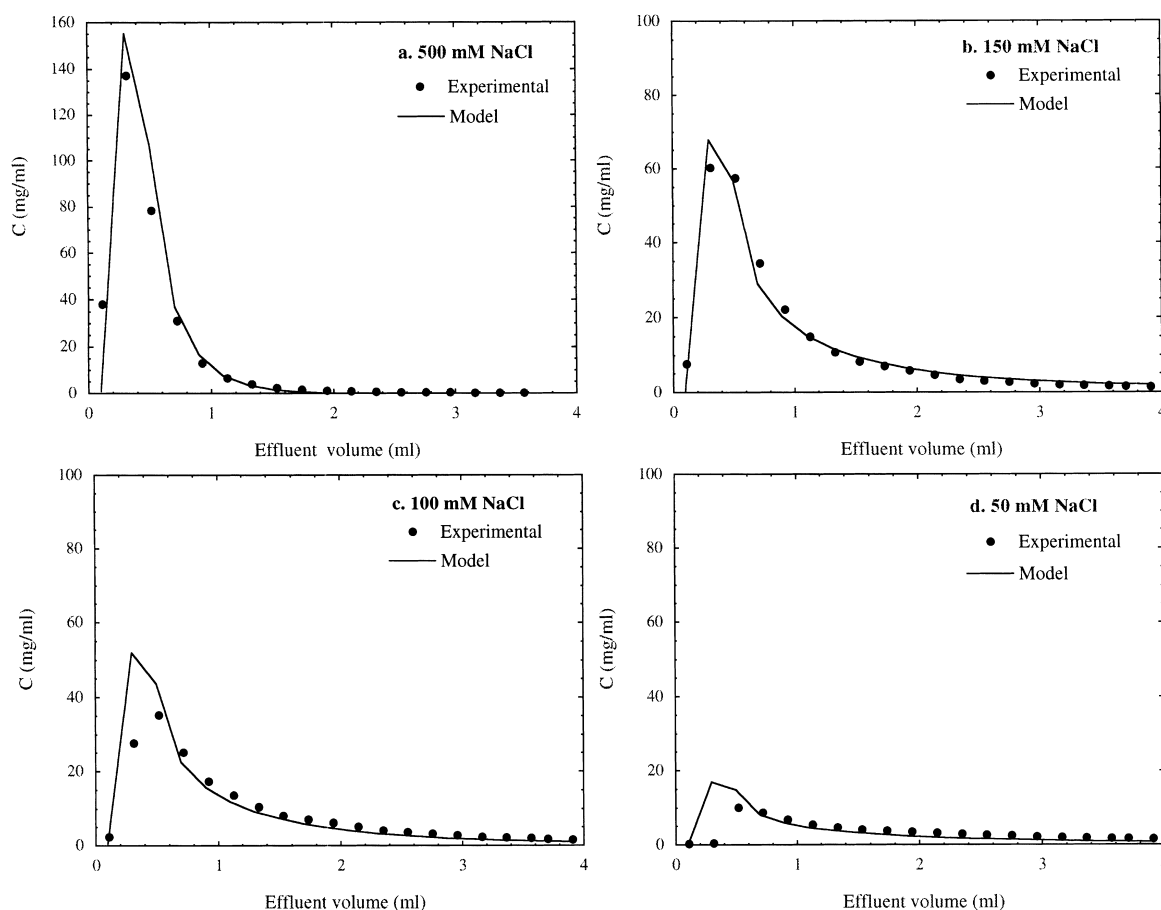 160
140
120
100
80
60
40
20
0
C (mg/ml)
a. 500 mM NaCl
Experimental
Model
0 1 2 3 4
Effluent volume (ml)
100
80
60
40
20
0
C (mg/ml)
b. 150 mM NaCl
Experimental
Model
0 1 2 3 4
Effluent volume (ml)
100
80
60
40
20
0
C (mg/ml)
c. 100 mM NaCl
Experimental
Model
0 1 2 3 4
Effluent volume (ml)
100
80
60
40
20
0
C (mg/ml)
d. 50 mM NaCl
Experimental
Model
0 1 2 3 4
Effluent volume (ml)